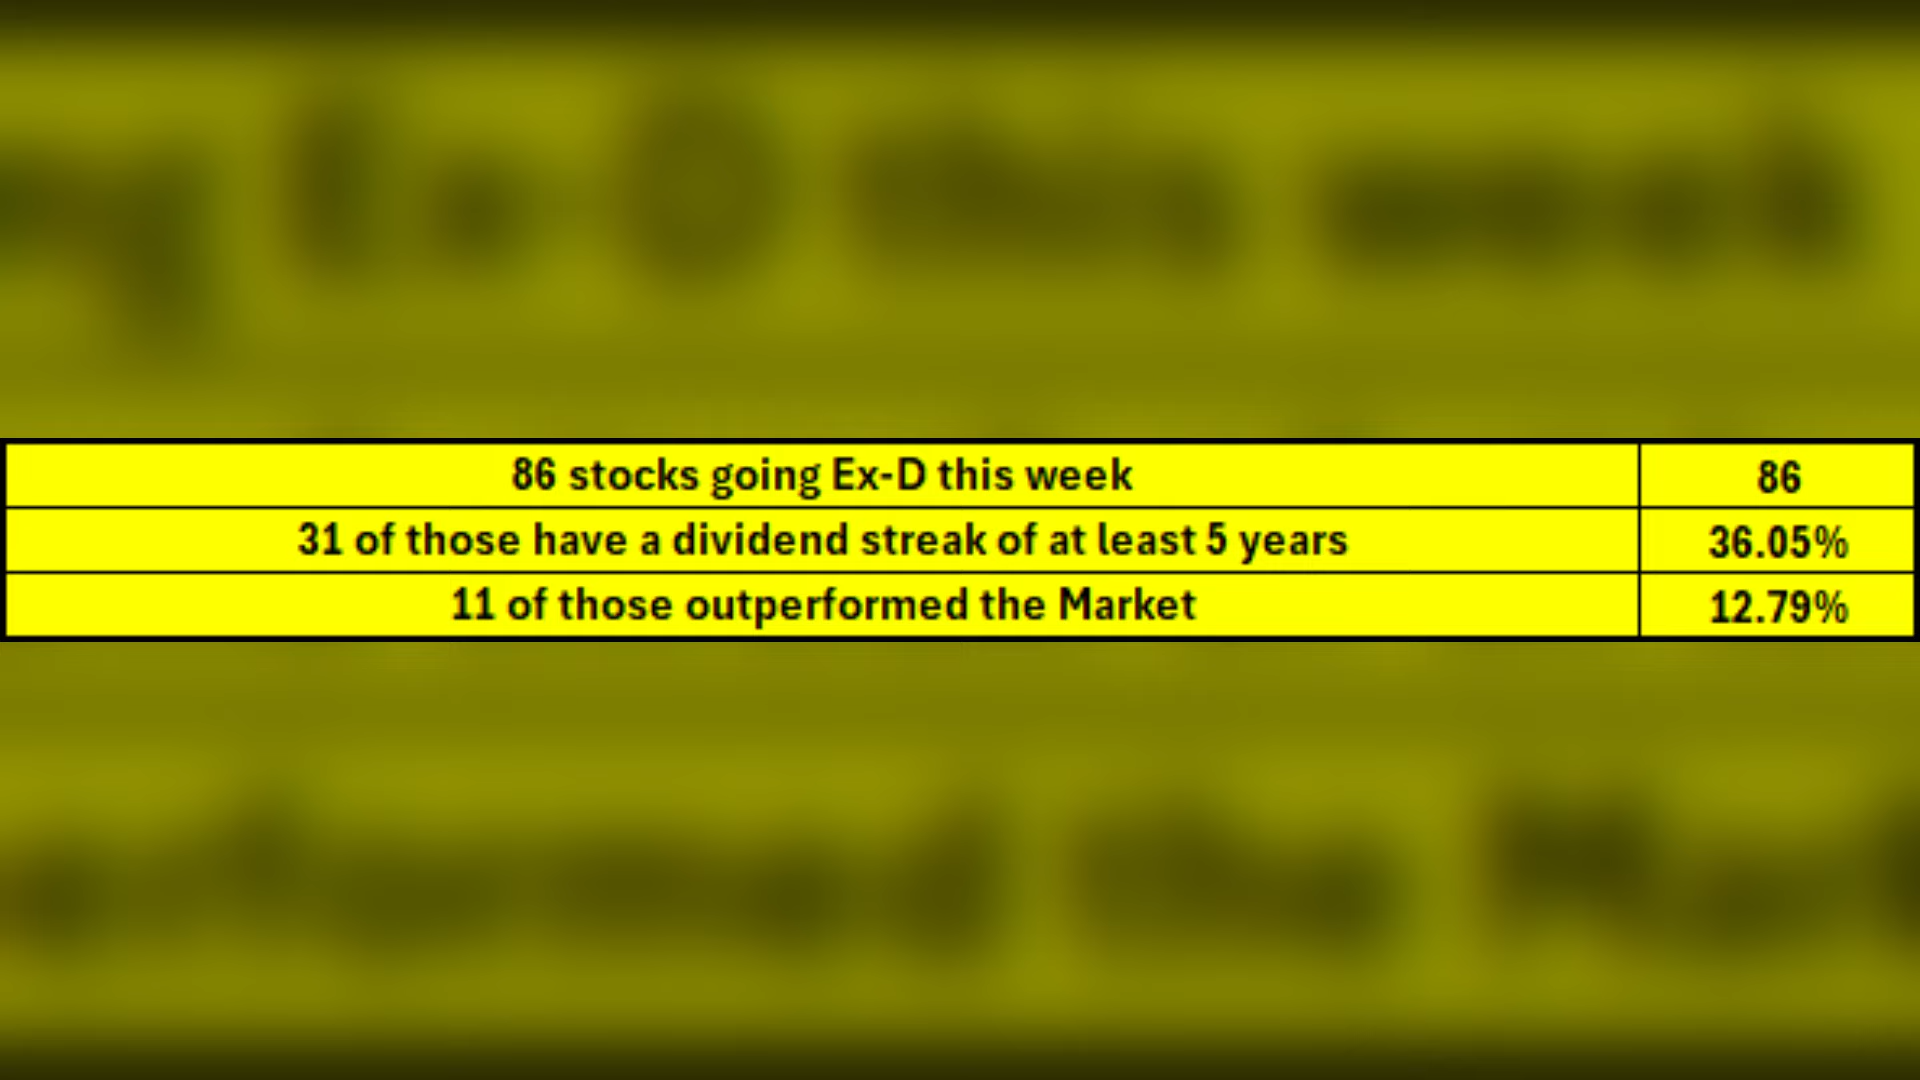 86 stocks going Ex-D this week 86
31 of those have a dividend streak of at least 5 years 36.05%
11 of those outperformed the Market 12.79%